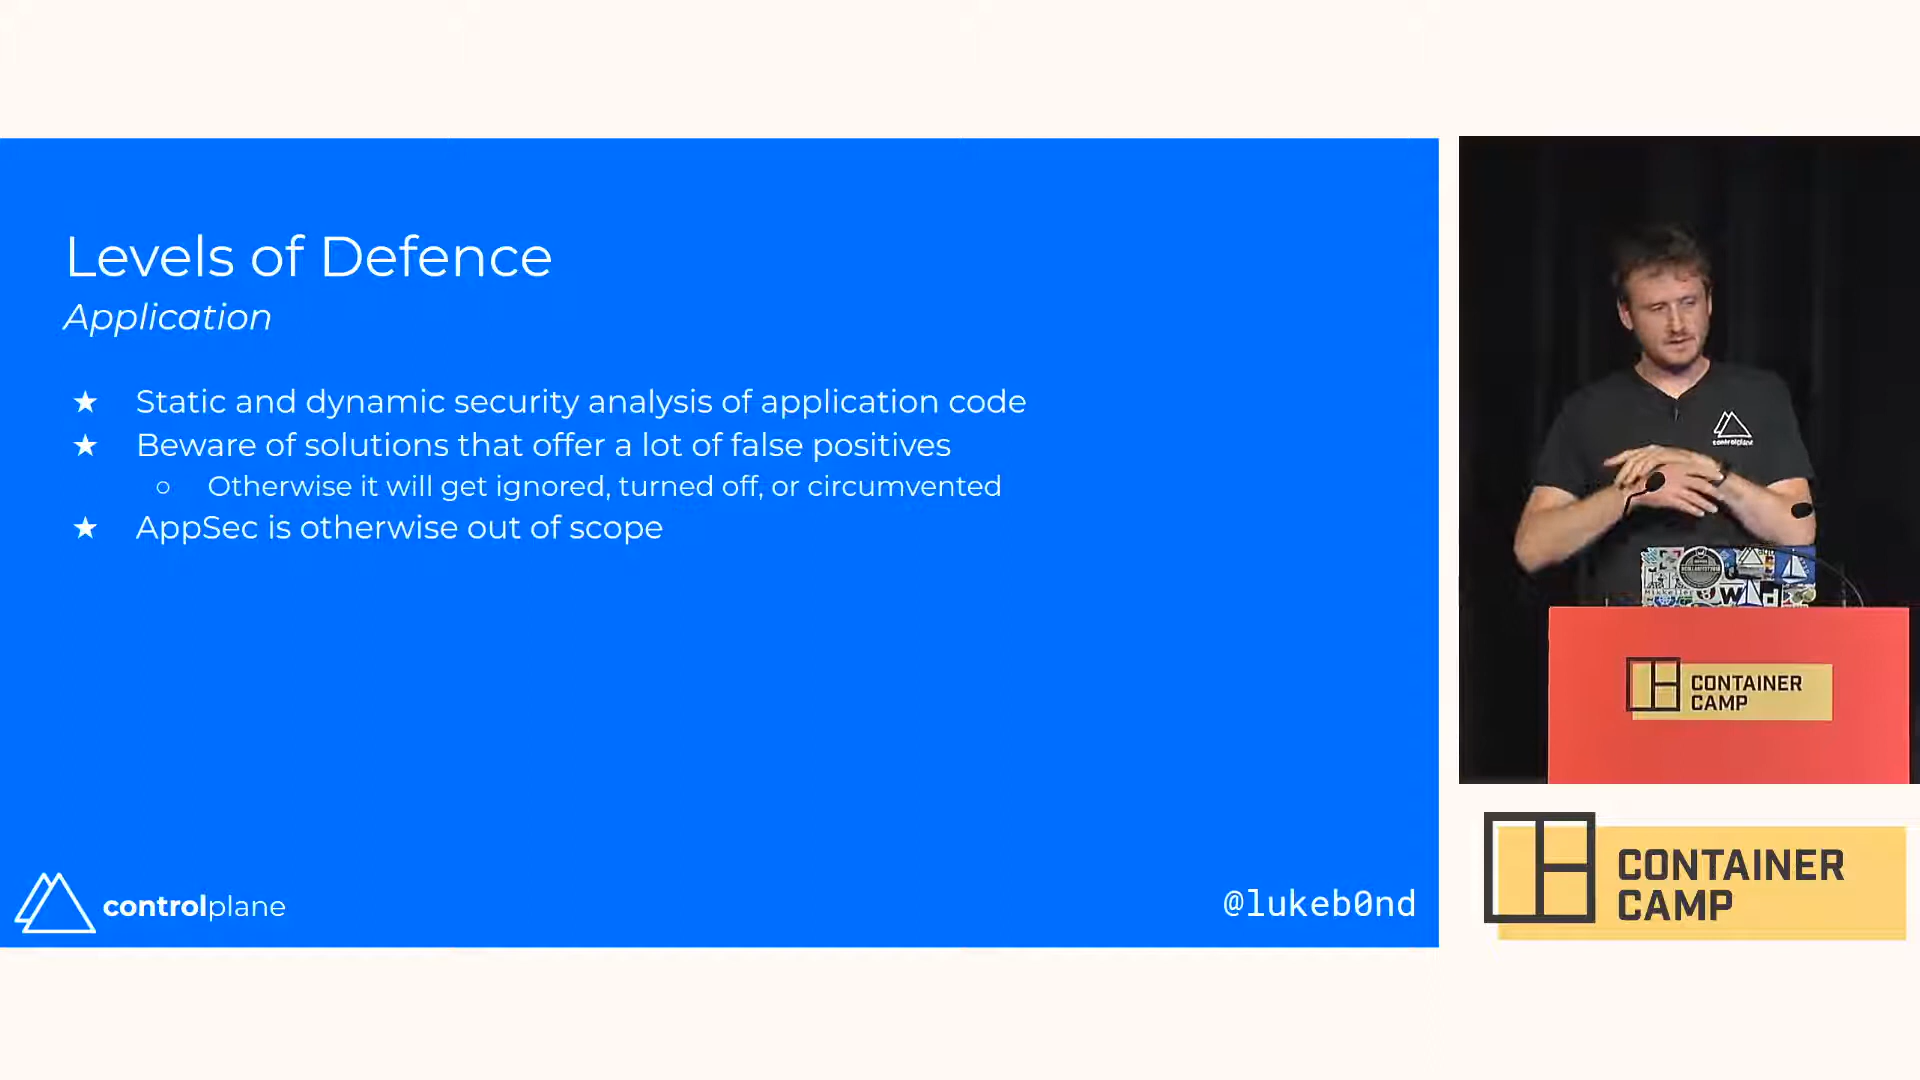 Levels of Defence
Application
★ Static and dynamic security analysis of application code
★ Beware of solutions that offer a lot of false positives
○ Otherwise it will get ignored, turned off, or circumvented
★ AppSec is otherwise out of scope
controlplane
@lukeb0nd
controlplane
CONTAINER
CAMP
CONTAINER
CAMP